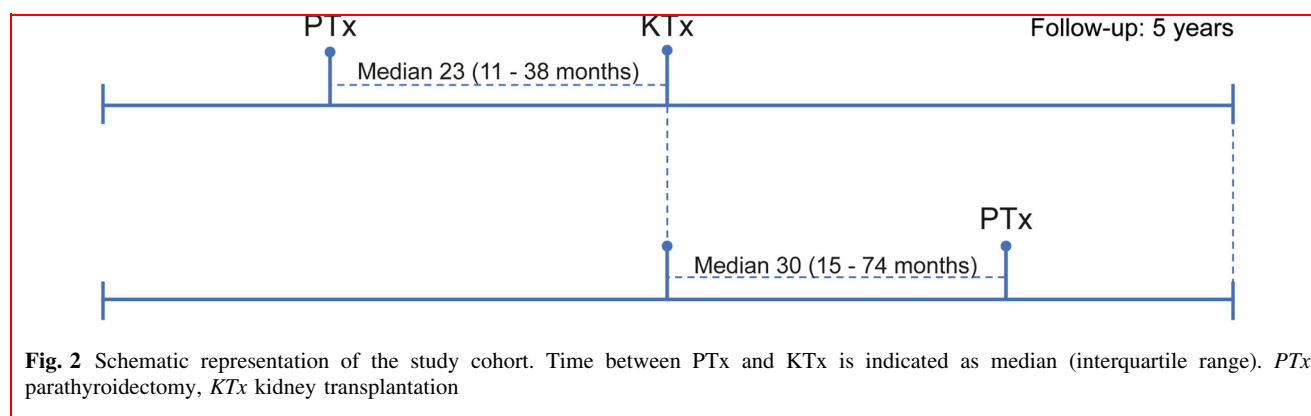 PTx
KTx
Follow-up: 5 years
Median 23 (11 - 38 months)
PTx
Median 30 (15 - 74 months)
Fig. 2 Schematic representation of the study cohort. Time between PTx and KTx is indicated as median (interquartile range). PTx
parathyroidectomy, KTx kidney transplantation